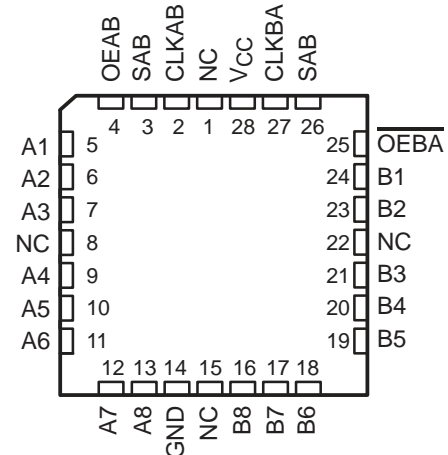 OEAB SAB CLKAB NC VCC CLKBA SAB
4 3 2 1 28 27 26
A1 5 25 OEBA
A2 6 24 B1
A3 7 23 B2
NC 8 22 NC
A4 9 21 B3
A5 10 20 B4
A6 11 19 B5
12 13 14 15 16 17 18
A7 A8 GND NC B8 B7 B6